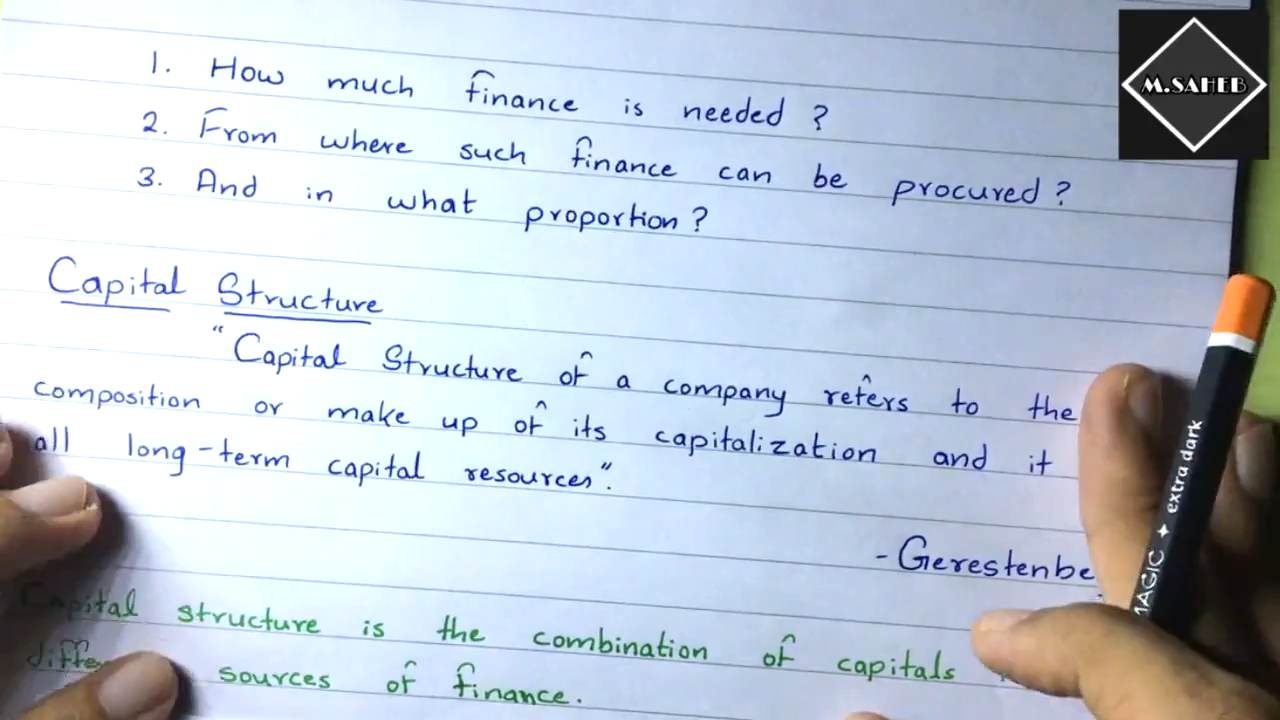 M.SAHEB
1. How much finance is needed ?
2. From where such finance can be procured ?
3. And in what proportion ?
Capital Structure
"Capital Structure of a company refers to the
composition or make up of its capitalization and it
all long-term capital resources".
- Gerestenbe
Capital structure is the combination of capitals
sources of finance.
MAGIC ✦ extra dark